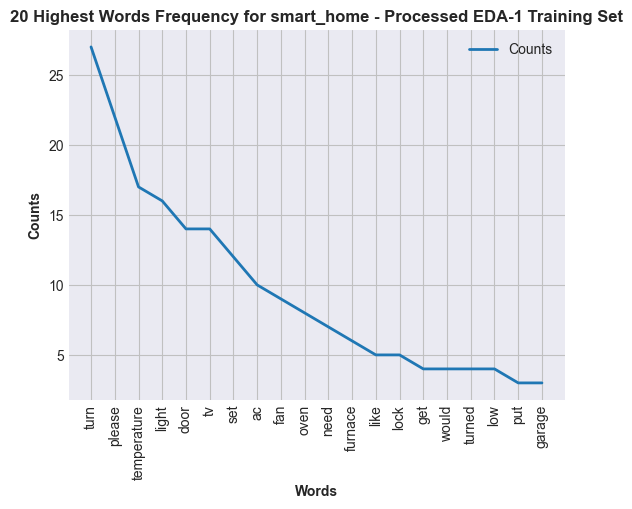 20 Highest Words Frequency for smart_home - Processed EDA-1 Training Set
Counts
25
20
15
10
5
Counts
turn
please
temperature
light
door
tv
set
ac
fan
oven
need
furnace
like
lock
get
would
turned
low
put
garage
Words